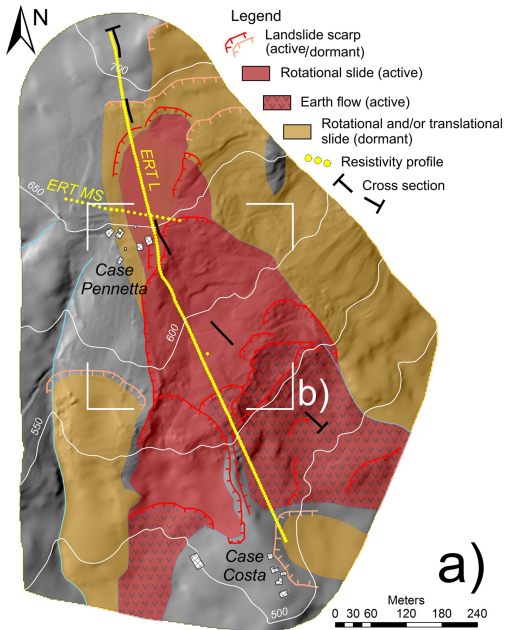 N
Legend
Landslide scarp
(active/dormant)
Rotational slide (active)
Earth flow (active)
Rotational and/or translational
slide (dormant)
Resistivity profile
Cross section
700
ERT L
650
ERT MS
Case
Pennetta
600
b)
550
Case
Costa
500
a)
Meters
0 30 60 120 180 240